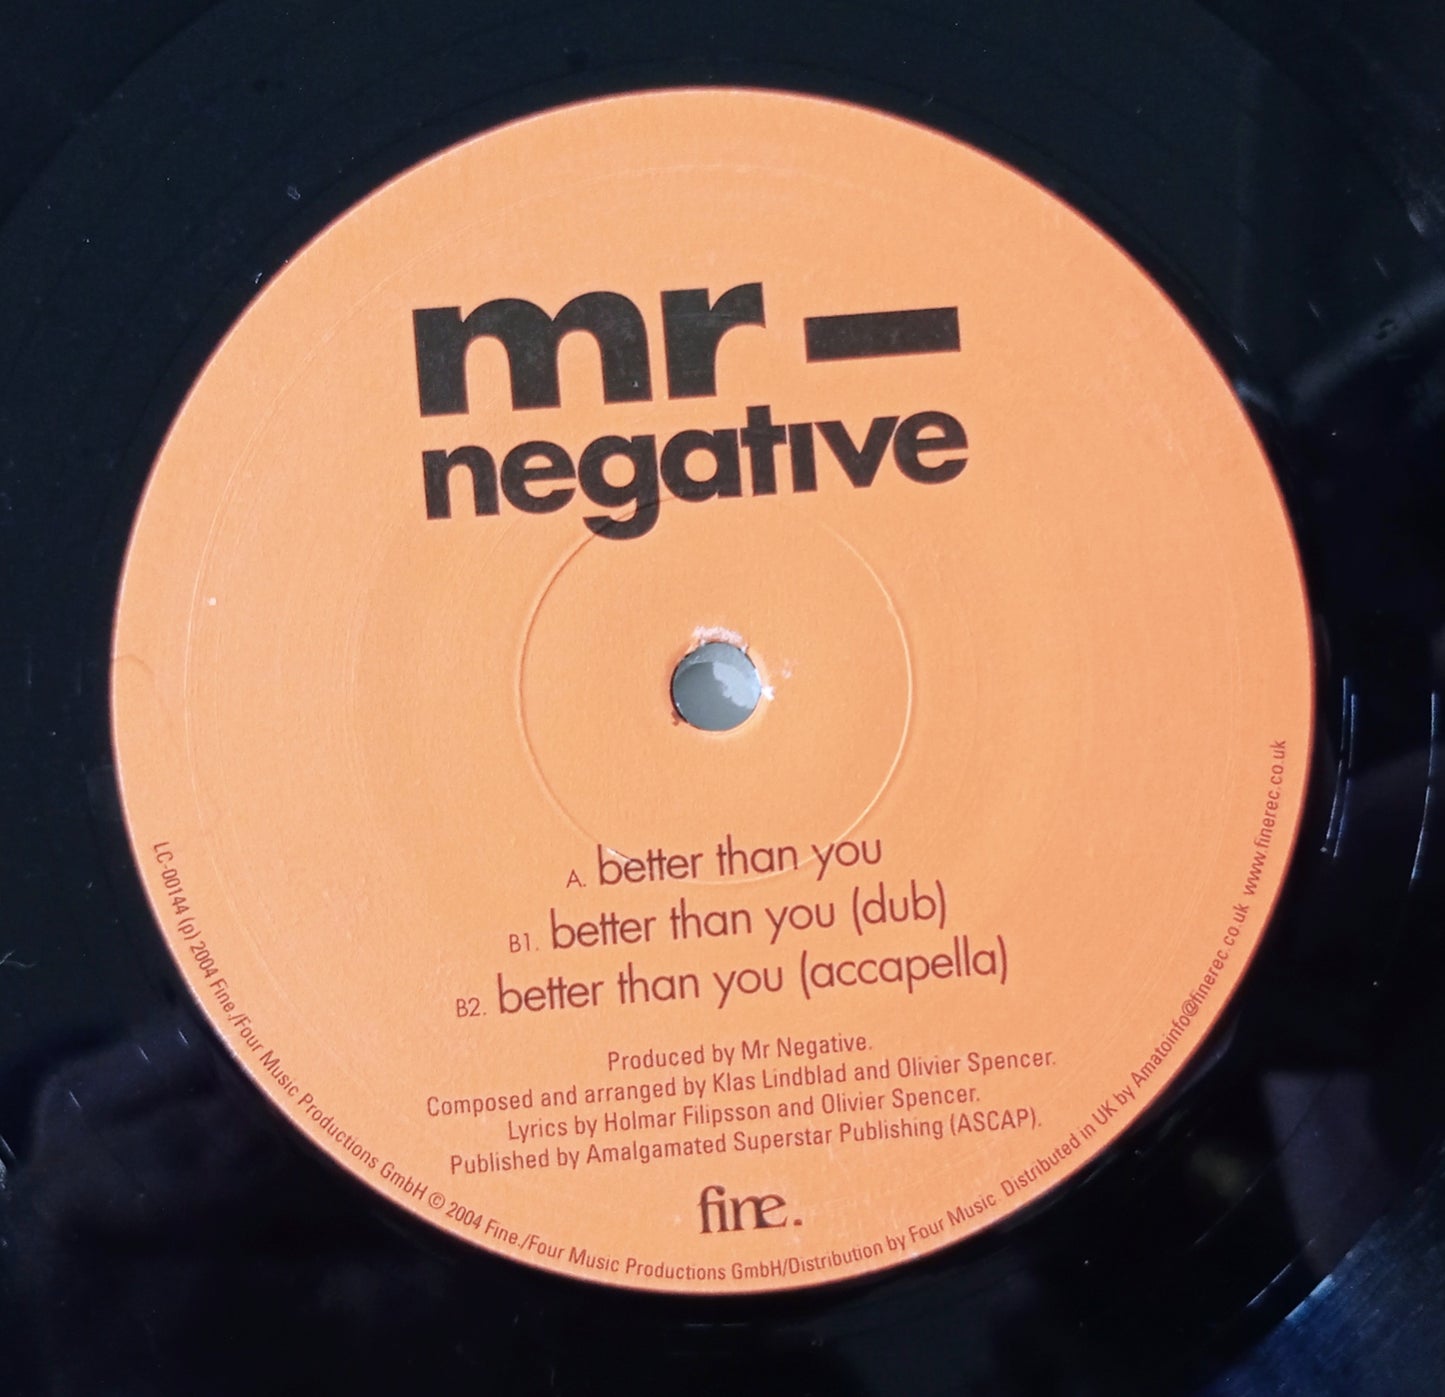 mr –
negative
A. better than you
B1. better than you (dub)
B2. better than you (accapella)
Produced by Mr Negative.
Composed and arranged by Klas Lindblad and Olivier Spencer.
Lyrics by Holmar Filipsson and Olivier Spencer.
Published by Amalgamated Superstar Publishing (ASCAP).
fine.
LC-00144 (p) 2004 Fine./Four Music Productions GmbH © 2004 Fine./Four Music Productions GmbH/Distribution by Four Music. Distributed in UK by Amatoinfo@finerec.co.uk www.finerec.co.uk